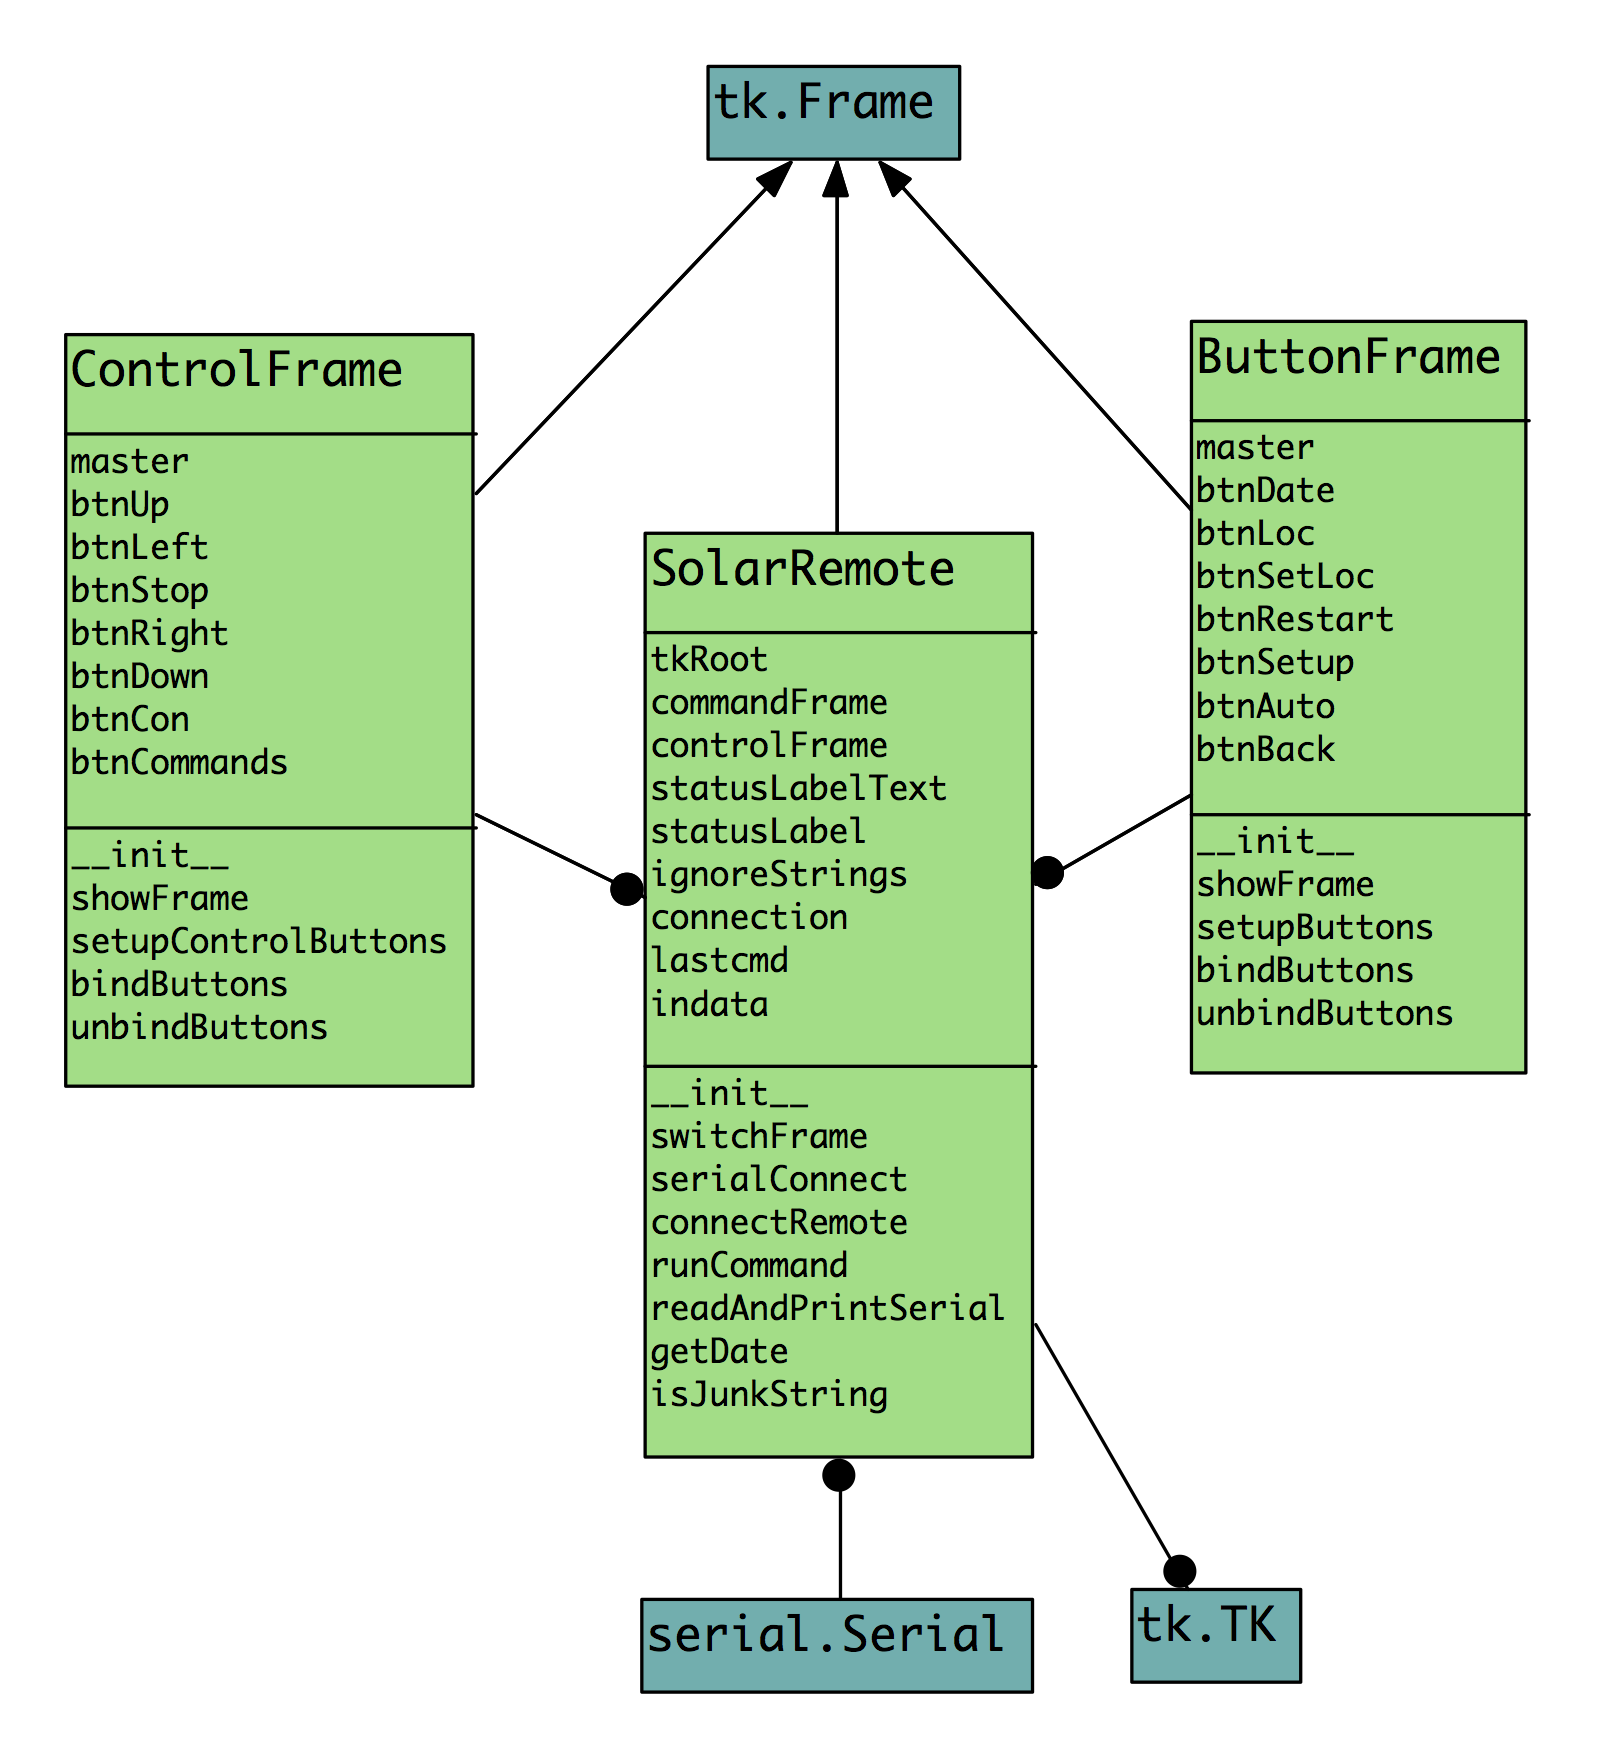 tk.Frame
ControlFrame
master
btnUp
btnLeft
btnStop
btnRight
btnDown
btnCon
btnCommands
__init__
showFrame
setupControlButtons
bindButtons
unbindButtons
SolarRemote
tkRoot
commandFrame
controlFrame
statusLabelText
statusLabel
ignoreStrings
connection
lastcmd
indata
__init__
switchFrame
serialConnect
connectRemote
runCommand
readAndPrintSerial
getDate
isJunkString
ButtonFrame
master
btnDate
btnLoc
btnSetLoc
btnRestart
btnSetup
btnAuto
btnBack
__init__
showFrame
setupButtons
bindButtons
unbindButtons
serial.Serial
tk.TK